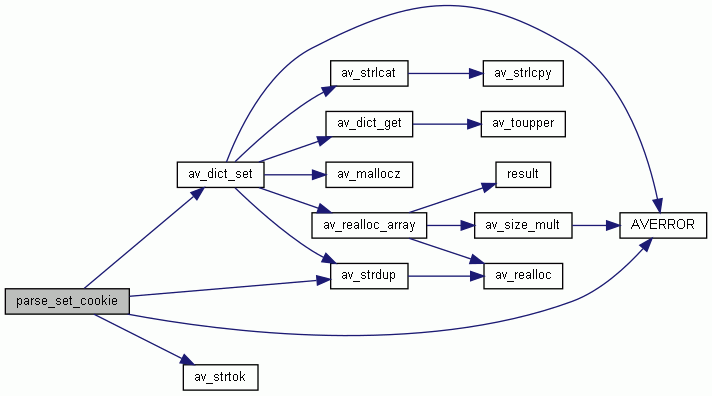 av_strlcat
av_strlcpy
av_dict_get
av_toupper
av_dict_set
av_mallocz
result
av_realloc_array
av_size_mult
AVERROR
av_strdup
av_realloc
parse_set_cookie
av_strtok